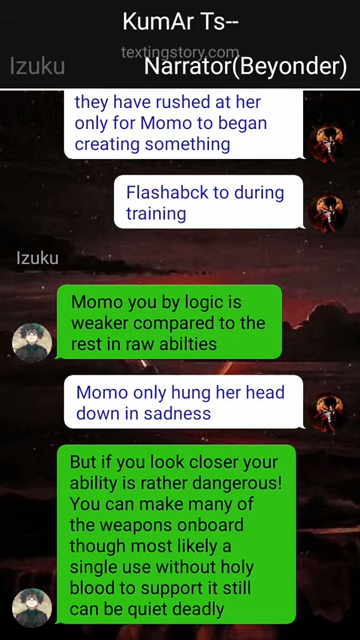 KumAr Ts--
textingstory.com
Izuku
Narrator(Beyonder)
they have rushed at her
only for Momo to began
creating something
Flashabck to during
training
Izuku
Momo you by logic is
weaker compared to the
rest in raw abilties
Momo only hung her head
down in sadness
But if you look closer your
ability is rather dangerous!
You can make many of
the weapons onboard
though most likely a
single use without holy
blood to support it still
can be quiet deadly